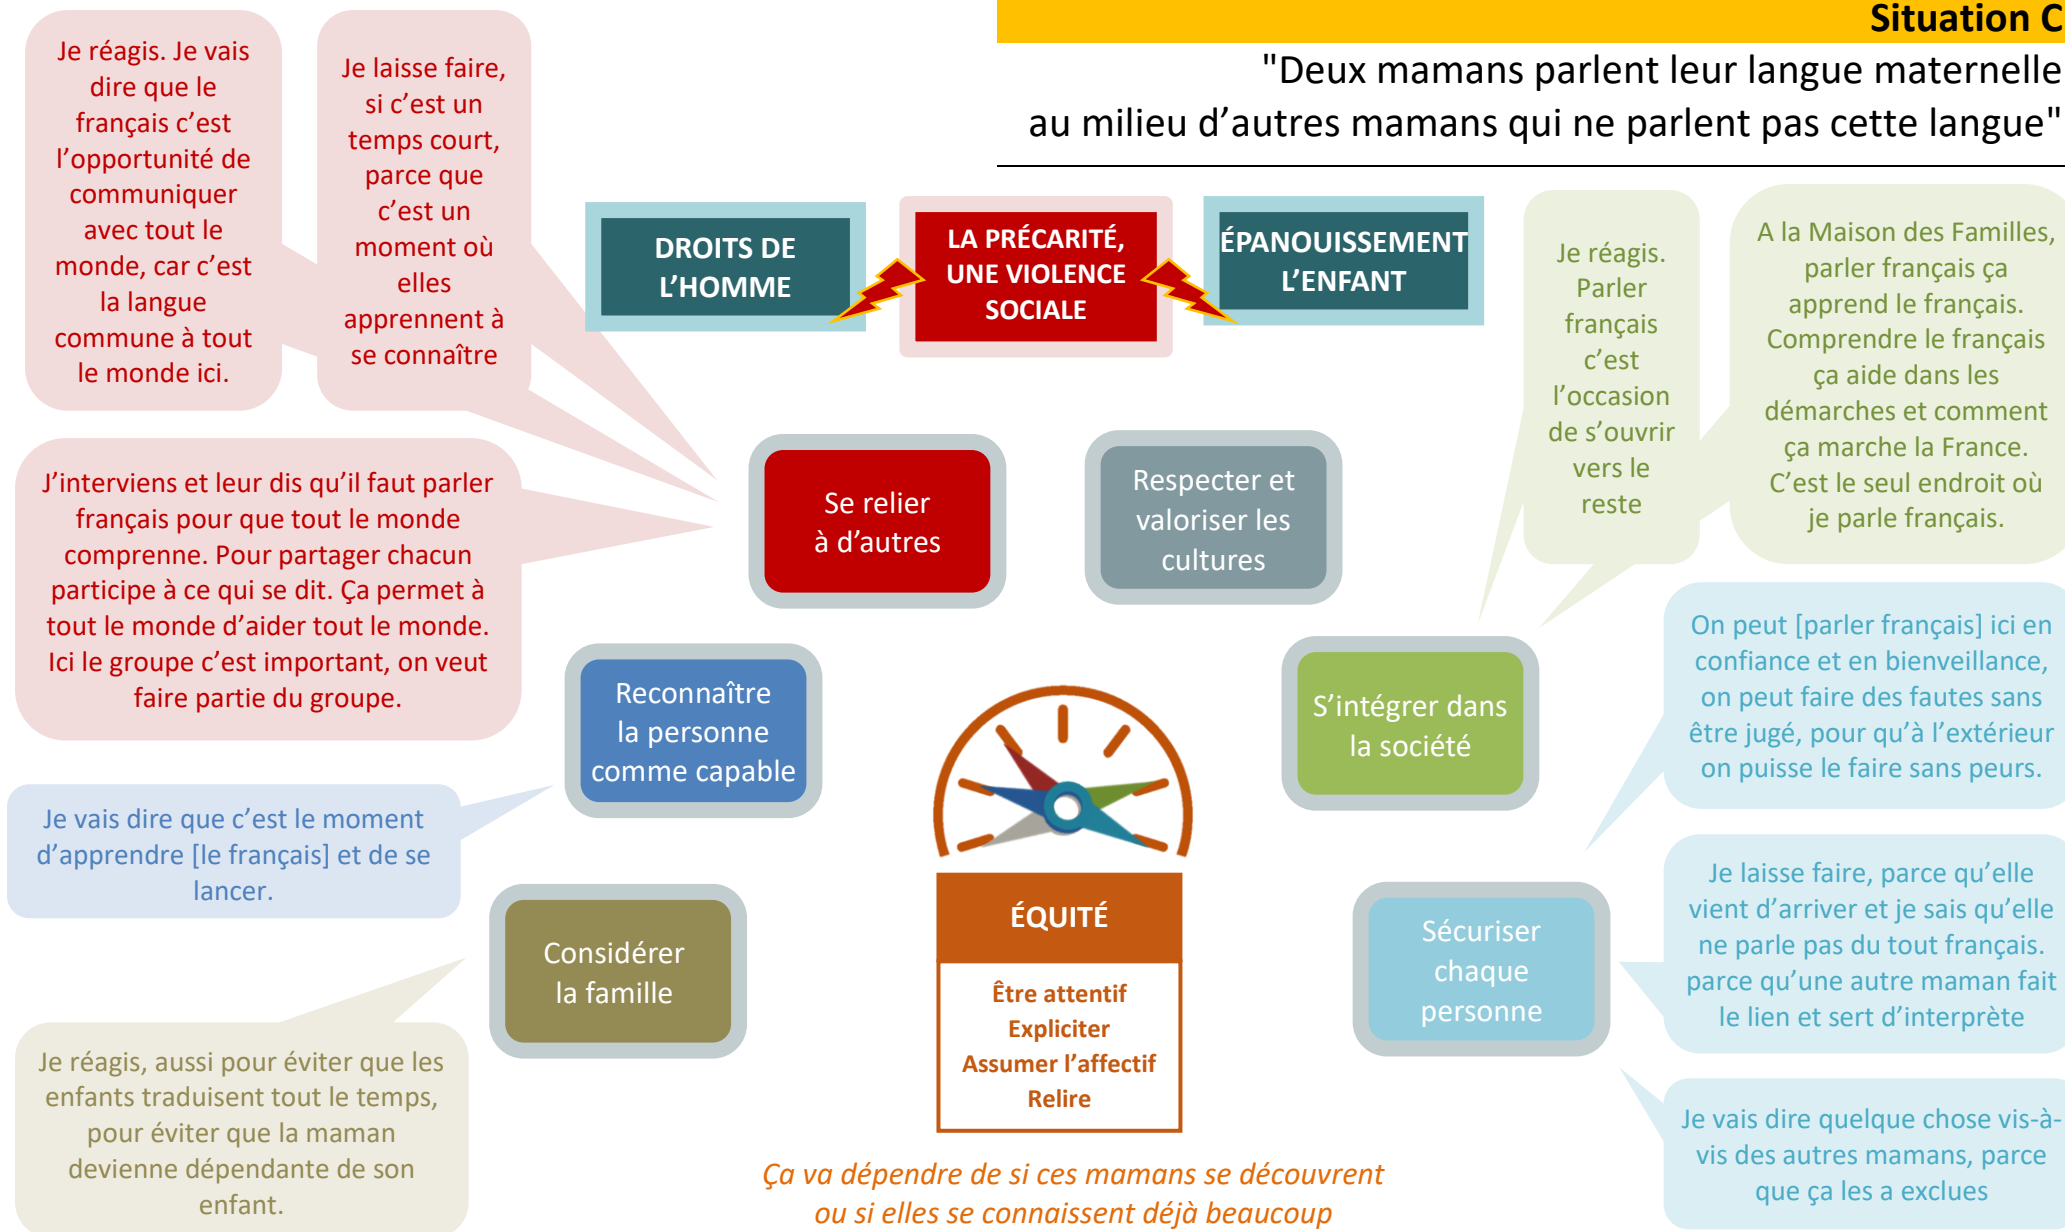 Situation C
"Deux mamans parlent leur langue maternelle
au milieu d’autres mamans qui ne parlent pas cette langue"
Je réagis. Je vais
dire que le
français c’est
l’opportunité de
communiquer
avec tout le
monde, car c’est
la langue
commune à tout
le monde ici.
Je laisse faire,
si c’est un
temps court,
parce que
c’est un
moment où
elles
apprennent à
se connaître
DROITS DE
L’HOMME
LA PRÉCARITÉ,
UNE VIOLENCE
SOCIALE
ÉPANOUISSEMENT
L’ENFANT
Je réagis.
Parler
français
c’est
l’occasion
de s’ouvrir
vers le
reste
A la Maison des Familles,
parler français ça
apprend le français.
Comprendre le français
ça aide dans les
démarches et comment
ça marche la France.
C’est le seul endroit où
je parle français.
J’interviens et leur dis qu’il faut parler
français pour que tout le monde
comprenne. Pour partager chacun
participe à ce qui se dit. Ça permet à
tout le monde d’aider tout le monde.
Ici le groupe c’est important, on veut
faire partie du groupe.
Se relier
à d’autres
Respecter et
valoriser les
cultures
Reconnaître
la personne
comme capable
S’intégrer dans
la société
On peut [parler français] ici en
confiance et en bienveillance,
on peut faire des fautes sans
être jugé, pour qu’à l’extérieur
on puisse le faire sans peurs.
Je vais dire que c’est le moment
d’apprendre [le français] et de se
lancer.
Considérer
la famille
ÉQUITÉ
Être attentif
Expliciter
Assumer l’affectif
Relire
Sécuriser
chaque
personne
Je laisse faire, parce qu’elle
vient d’arriver et je sais qu’elle
ne parle pas du tout français.
parce qu’une autre maman fait
le lien et sert d’interprète
Je réagis, aussi pour éviter que les
enfants traduisent tout le temps,
pour éviter que la maman
devienne dépendante de son
enfant.
Je vais dire quelque chose vis-à-
vis des autres mamans, parce
que ça les a exclues
Ça va dépendre de si ces mamans se découvrent
ou si elles se connaissent déjà beaucoup